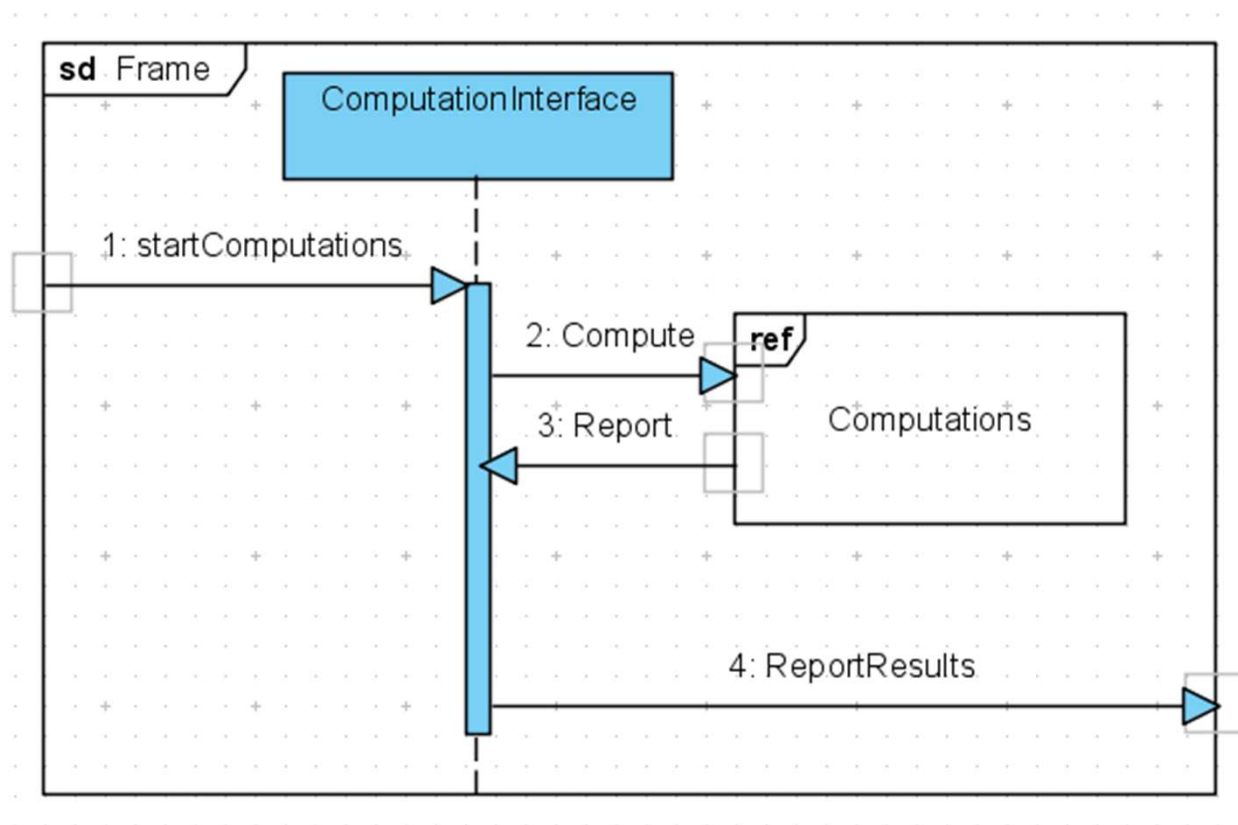 sd Frame
ComputationInterface
1: startComputations
2: Compute
ref
3: Report
Computations
4: ReportResults